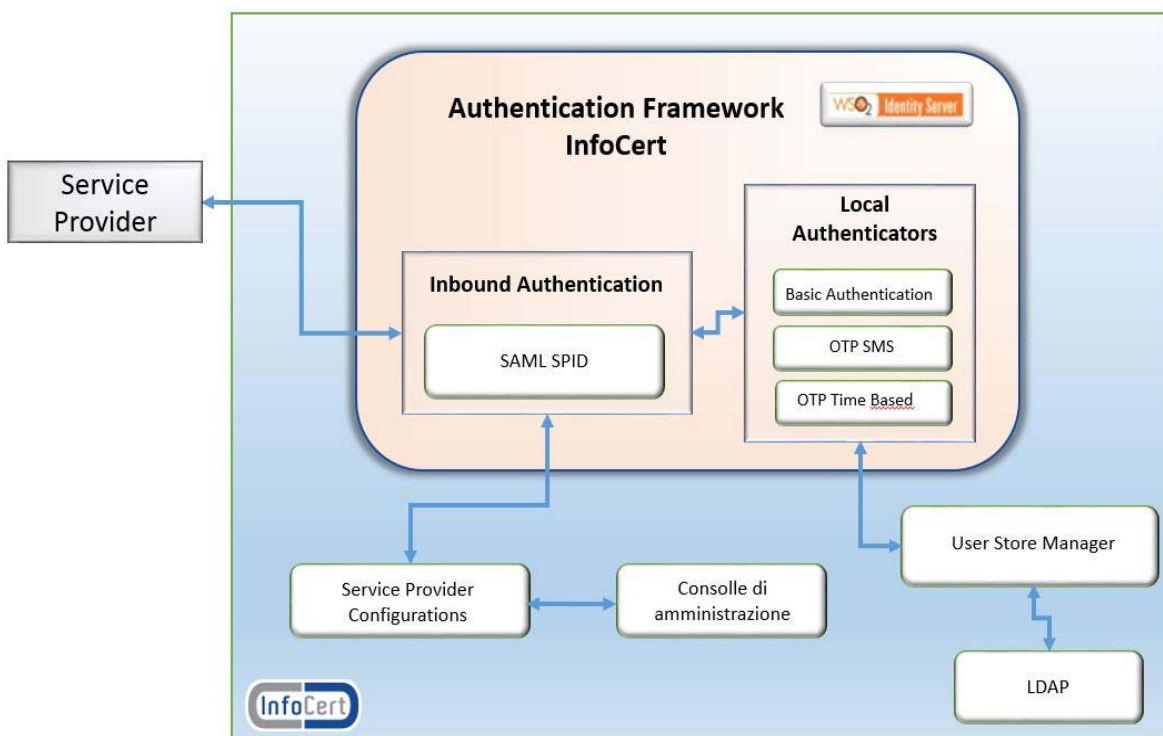 Authentication Framework
InfoCert
WSO2 Identity Server
Service
Provider
Local
Authenticators
Inbound Authentication
Basic Authentication
SAML SPID
OTP SMS
OTP Time Based
User Store Manager
Service Provider
Configurations
Consolle di
amministrazione
LDAP
InfoCert